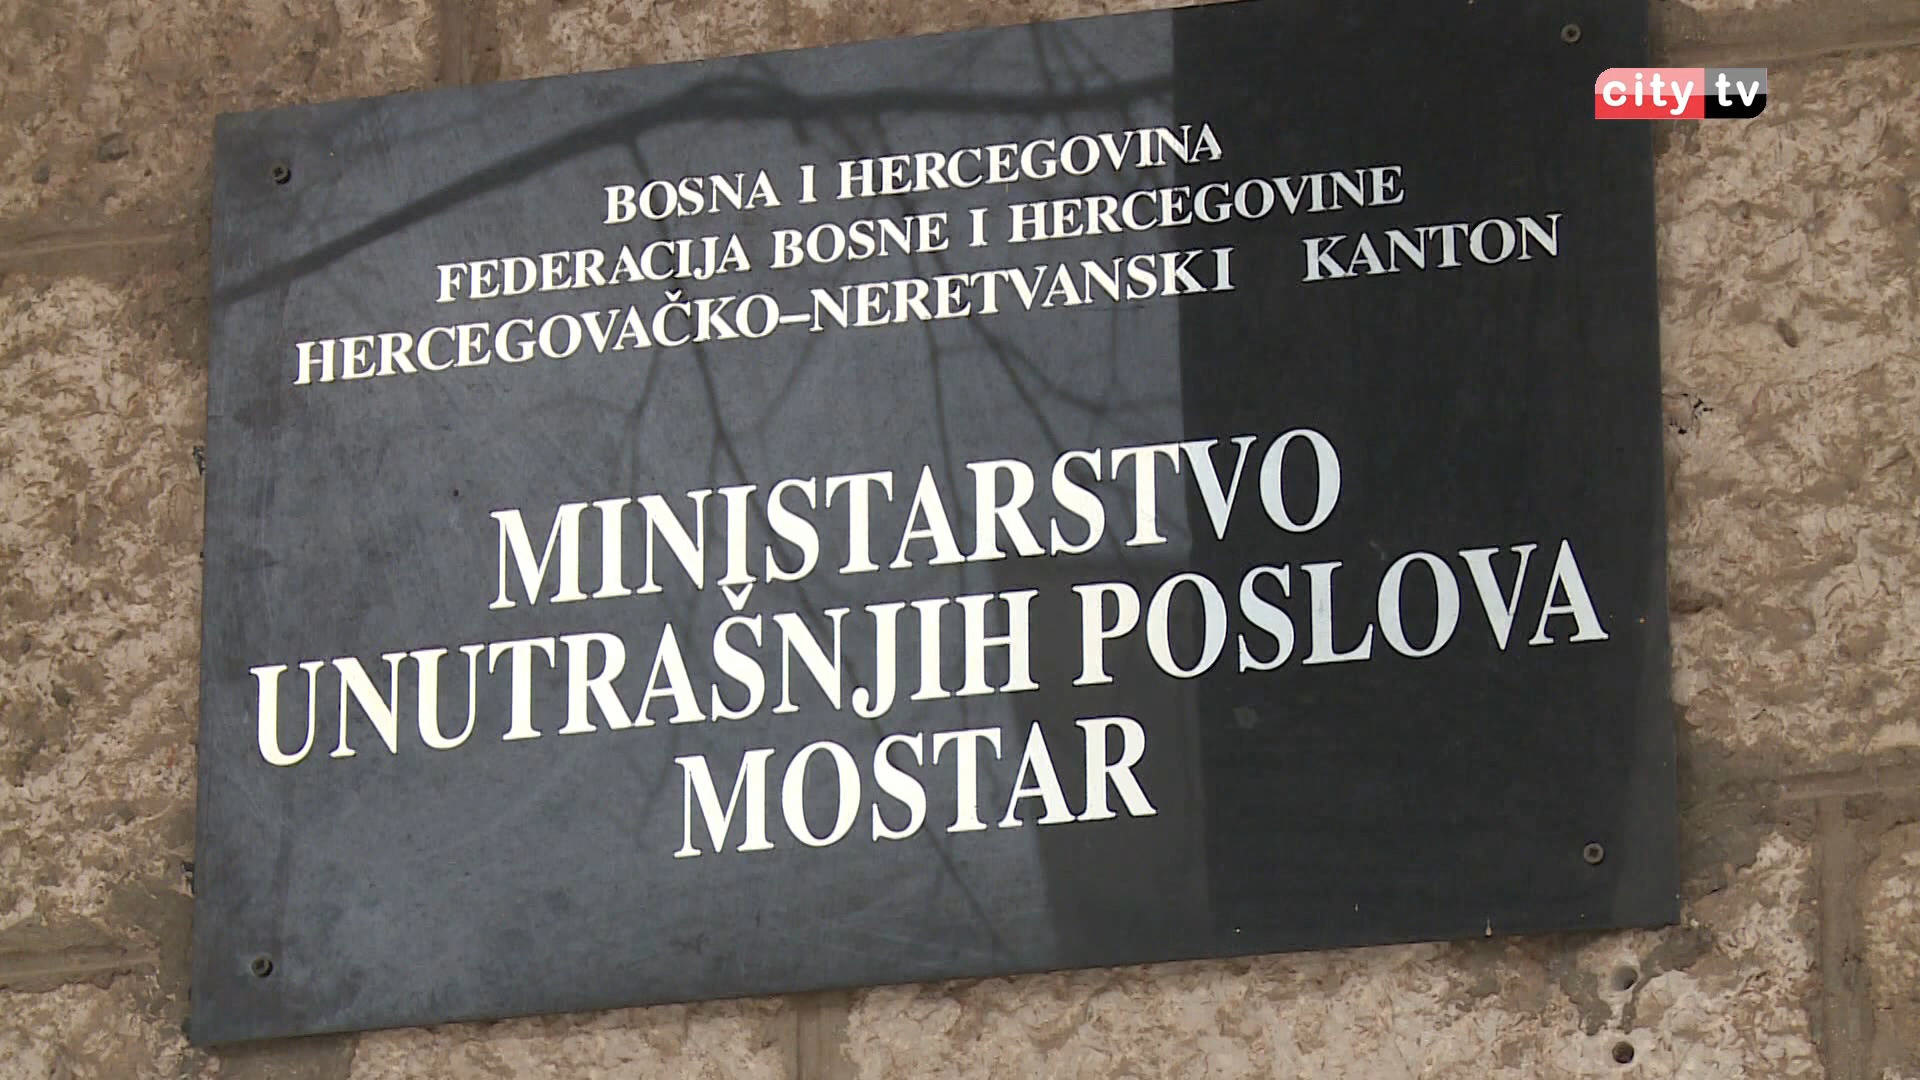 city tv
BOSNA I HERCEGOVINA
FEDERACIJA BOSNE I HERCEGOVINE
HERCEGOVAČKO–NERETVANSKI KANTON
MINISTARSTVO
UNUTRAŠNJIH POSLOVA
MOSTAR